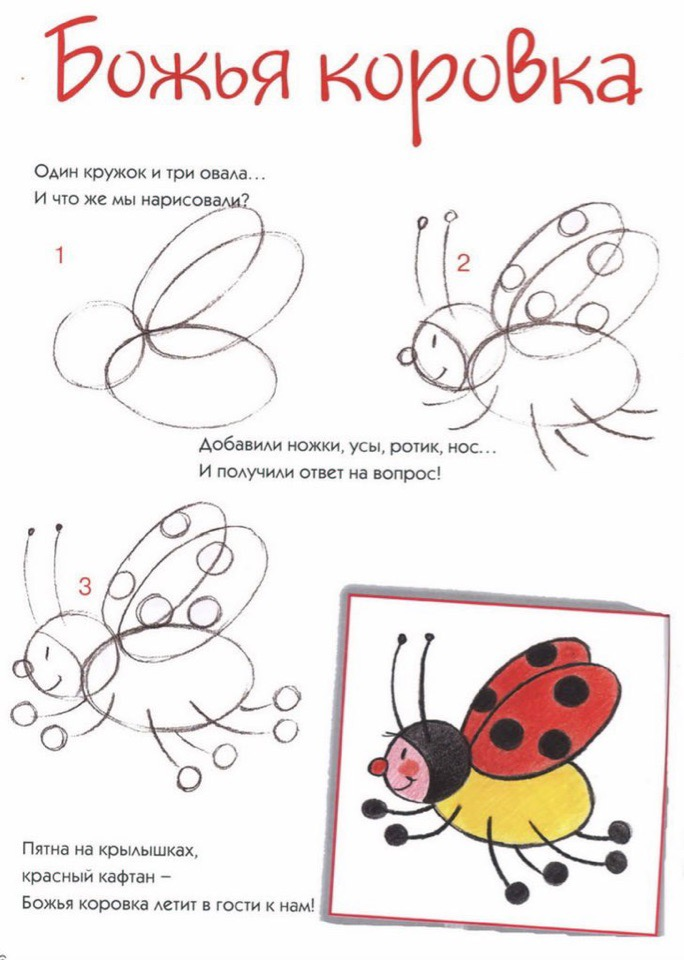 Божья коровка
Один кружок и три овала...
И что же мы нарисовали?
1
2
Добавили ножки, усы, ротик, нос...
И получили ответ на вопрос!
3
Пятна на крылышках,
красный кафтан –
Божья коровка летит в гости к нам!